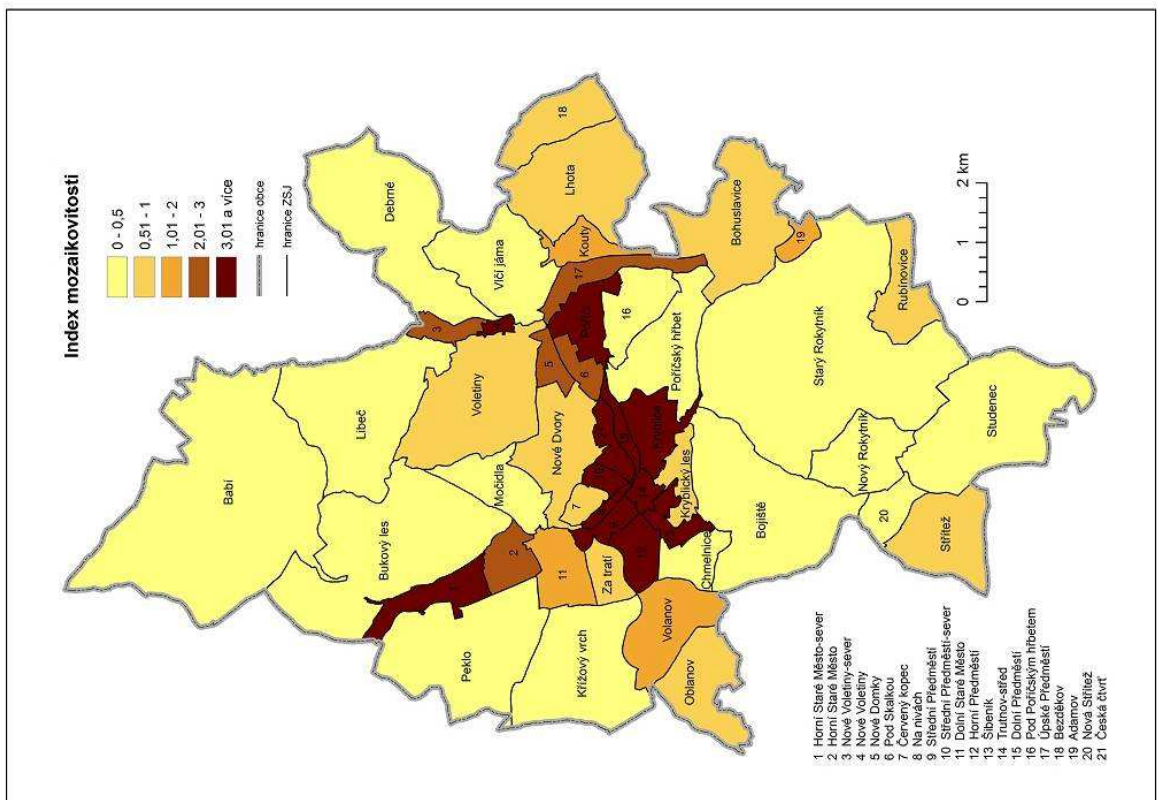 Index mozaikovitosti
0 - 0,5
0,51 - 1
1,01 - 2
2,01 - 3
3,01 a více
hranice obce
hranice ZSJ
Babí
Debrné
Libeč
Vlčí jáma
18
Lhota
Bukový les
Voletiny
3
Kouty
17
Močidla
Nové Dvory
5
6
Poříčí
16
Bohuslavice
19
1
2
7
Peklo
11
Za tratí
Křížový vrch
Kryblice
Kryblický les
Poříčský hřbet
12
Chmelnice
Bojiště
Volanov
Oblanov
Starý Rokytník
Rubínovice
Nový Rokytník
20
Střítež
Studenec
0 1 2 km
1 Horní Staré Město-sever
2 Horní Staré Město
3 Nové Voletiny-sever
4 Nové Voletiny
5 Nové Domky
6 Pod Skalkou
7 Červený kopec
8 Na nivách
9 Střední Předměstí
10 Střední Předměstí-sever
11 Dolní Staré Město
12 Horní Předměstí
13 Šibeník
14 Trutnov-střed
15 Dolní Předměstí
16 Pod Poříčským hřbetem
17 Úpské Předměstí
18 Bezděkov
19 Adamov
20 Nová Střítež
21 Česká čtvrť